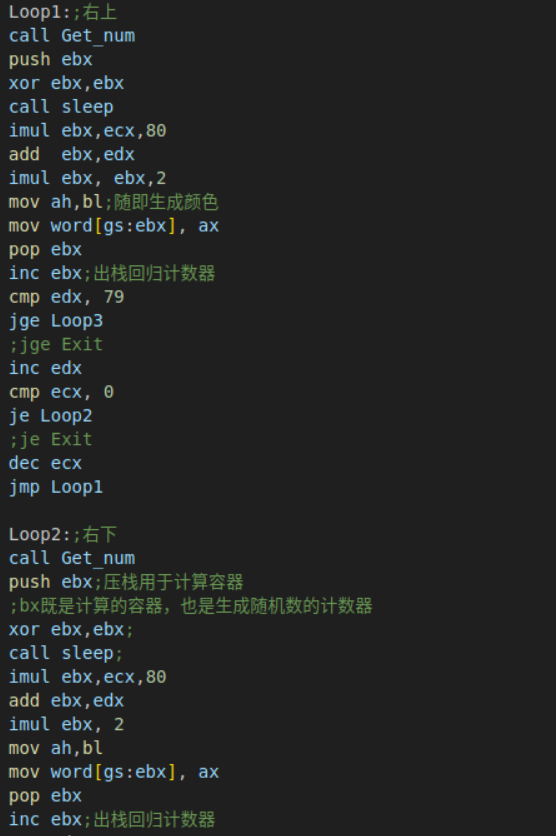 Loop1:;右上
call Get_num
push ebx
xor ebx,ebx
call sleep
imul ebx,ecx,80
add  ebx,edx
imul ebx, ebx,2
mov ah,bl;随即生成颜色
mov word[gs:ebx], ax
pop ebx
inc ebx;出栈回归计数器
cmp edx, 79
jge Loop3
;jge Exit
inc edx
cmp ecx, 0
je Loop2
;je Exit
dec ecx
jmp Loop1

Loop2:;右下
call Get_num
push ebx;压栈用于计算容器
;bx既是计算的容器，也是生成随机数的计数器
xor ebx,ebx;
call sleep;
imul ebx,ecx,80
add ebx,edx
imul ebx, 2
mov ah,bl
mov word[gs:ebx], ax
pop ebx
inc ebx;出栈回归计数器